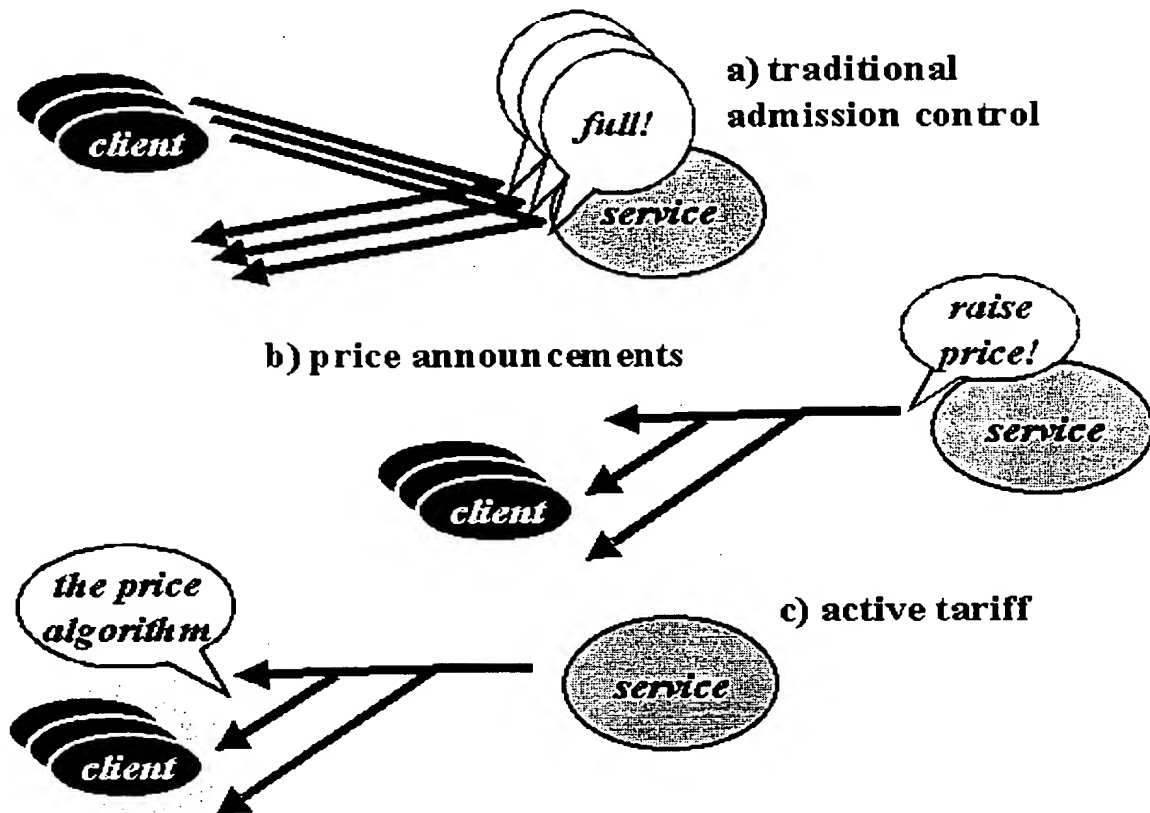 a) traditional
admission control
client
full!
service
b) price announcements
raise
price!
client
service
c) active tariff
the price
algorithm
client
service